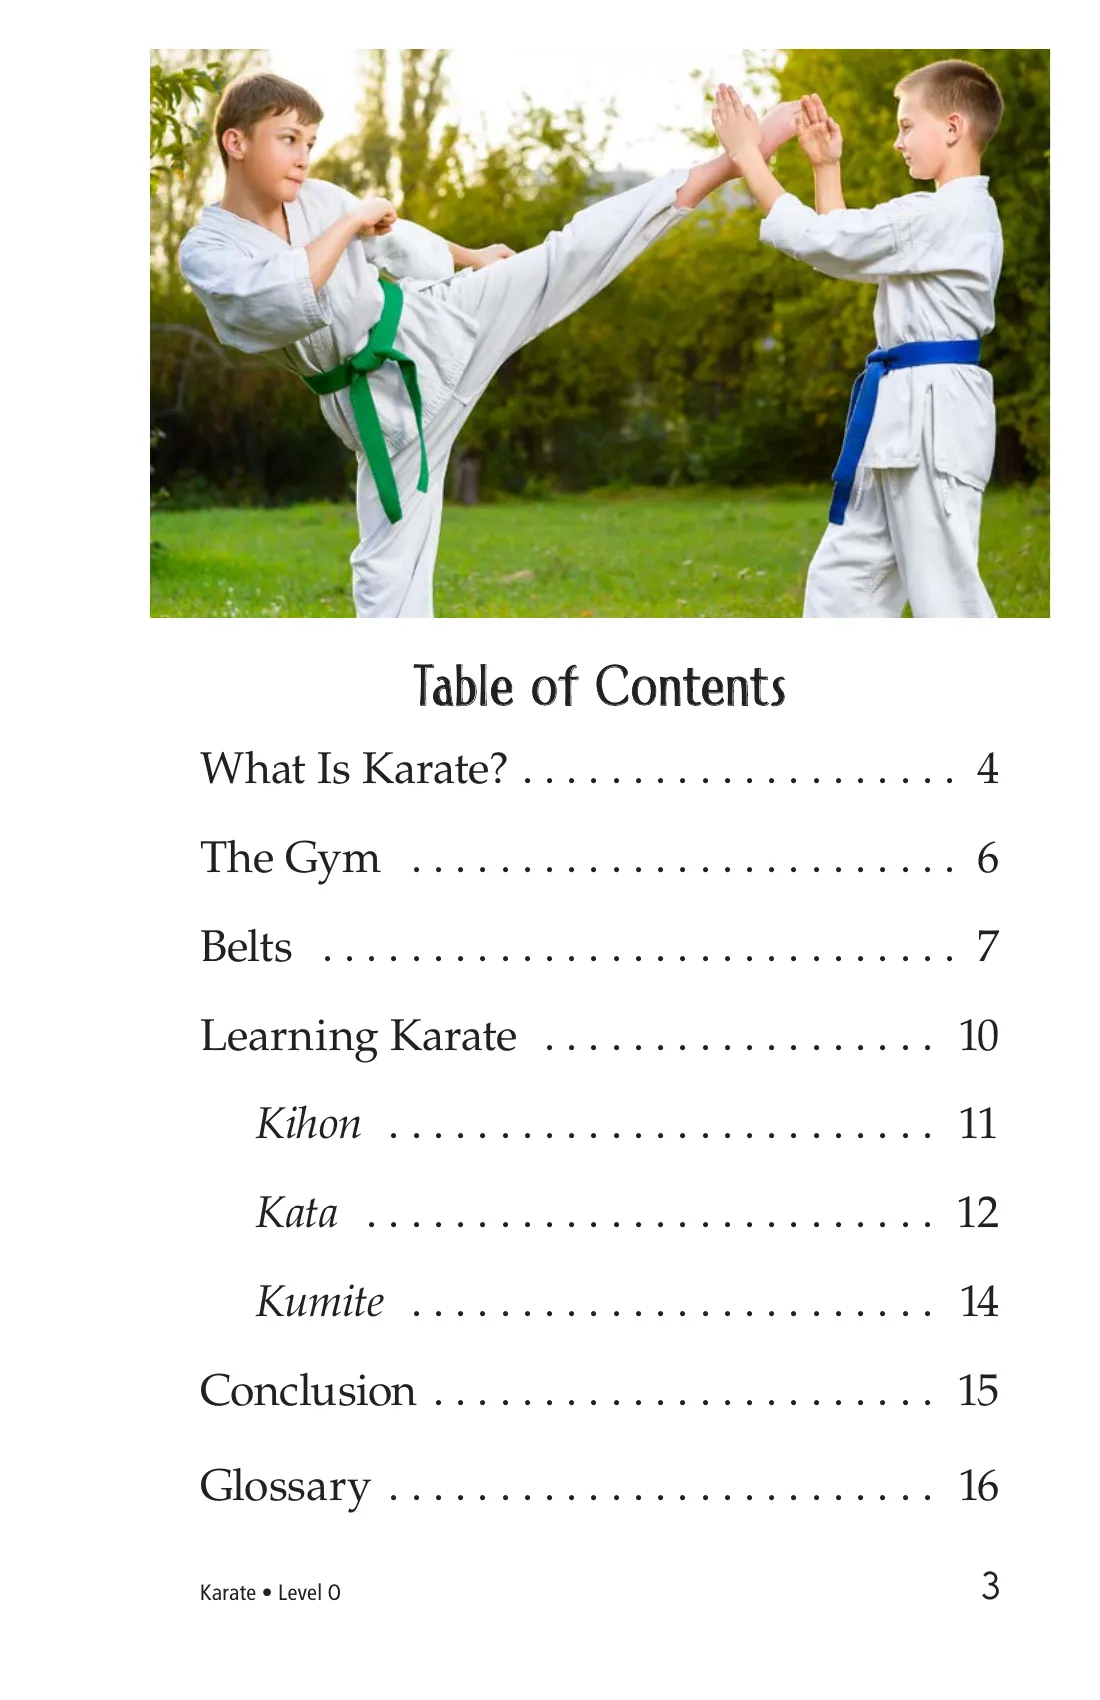 Table of Contents
What Is Karate? . . . . . . . . . . . . . . . . . . . . 4
The Gym . . . . . . . . . . . . . . . . . . . . . . . . . 6
Belts . . . . . . . . . . . . . . . . . . . . . . . . . . . . . 7
Learning Karate . . . . . . . . . . . . . . . . . . 10
Kihon . . . . . . . . . . . . . . . . . . . . . . . . . 11
Kata . . . . . . . . . . . . . . . . . . . . . . . . . . 12
Kumite . . . . . . . . . . . . . . . . . . . . . . . . 14
Conclusion . . . . . . . . . . . . . . . . . . . . . . . 15
Glossary . . . . . . . . . . . . . . . . . . . . . . . . . 16
Karate • Level O 3